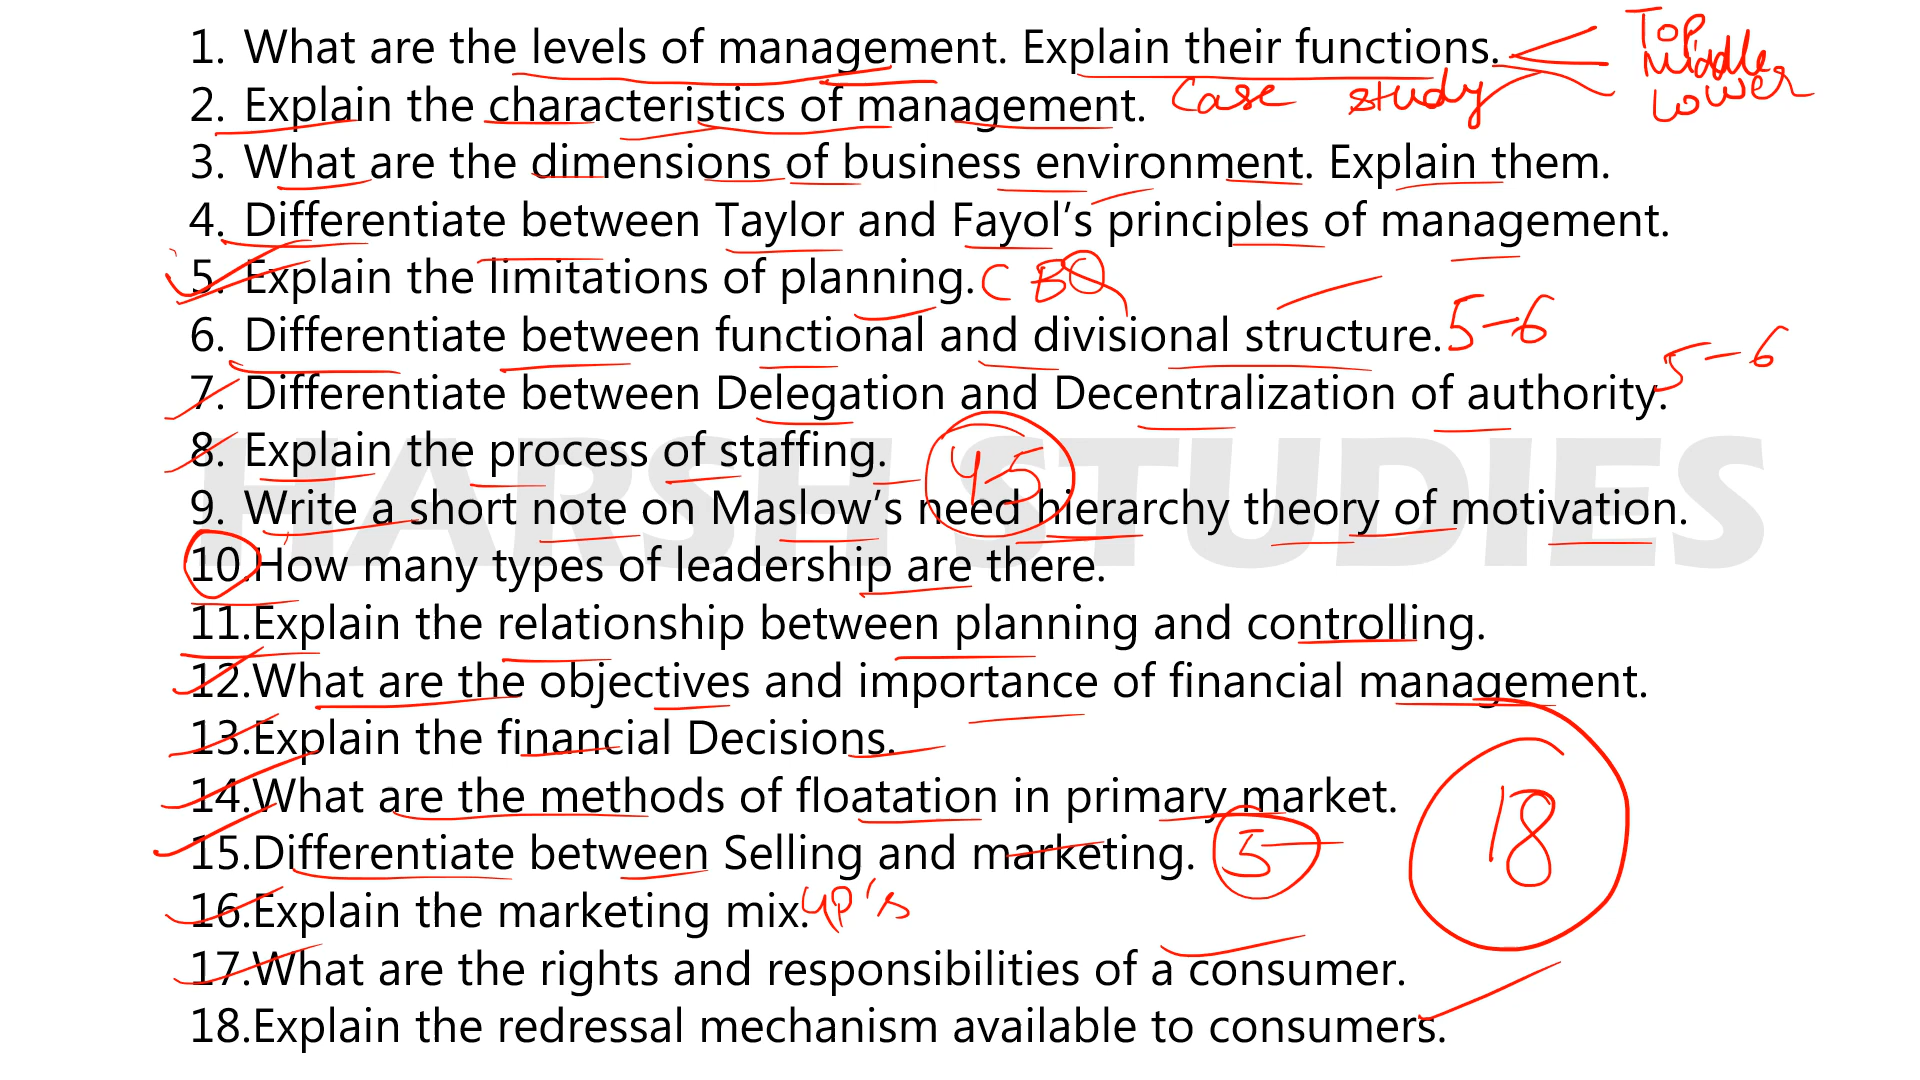 1. What are the levels of management. Explain their functions. Top
Middle
Lower
2. Explain the characteristics of management. Case study
3. What are the dimensions of business environment. Explain them.
4. Differentiate between Taylor and Fayol’s principles of management.
5. Explain the limitations of planning. CBQ
6. Differentiate between functional and divisional structure. 5-6
7. Differentiate between Delegation and Decentralization of authority. 5-6
8. Explain the process of staffing. 45
HARSH STUDIES
9. Write a short note on Maslow’s need hierarchy theory of motivation.
10.How many types of leadership are there.
11.Explain the relationship between planning and controlling.
12.What are the objectives and importance of financial management.
13.Explain the financial Decisions.
14.What are the methods of floatation in primary market.
15.Differentiate between Selling and marketing. 5
18
16.Explain the marketing mix. 4P's
17.What are the rights and responsibilities of a consumer.
18.Explain the redressal mechanism available to consumers.